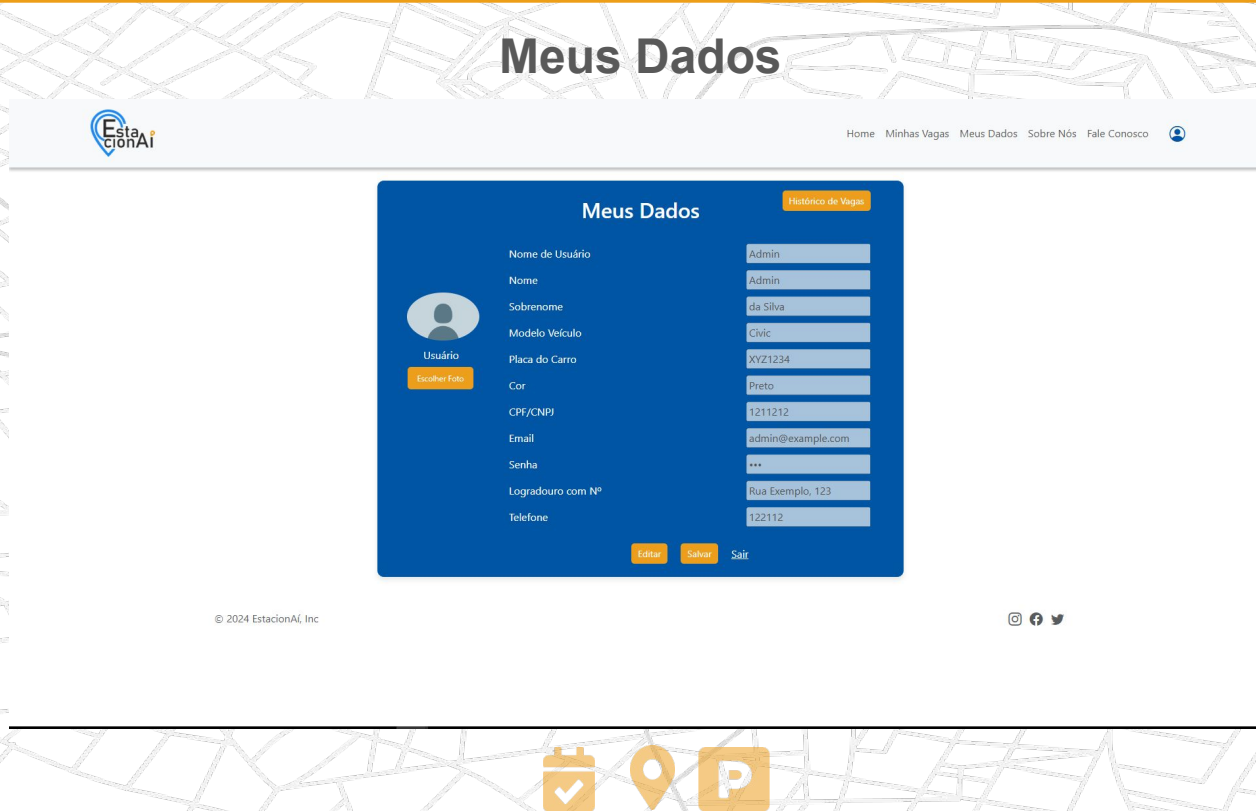 Meus Dados
Esta
cionAí
Home Minhas Vagas Meus Dados Sobre Nós Fale Conosco
Meus Dados
Histórico de Vagas
Nome de Usuário Admin
Nome Admin
Sobrenome da Silva
Modelo Veículo Civic
Placa do Carro XYZ1234
Cor Preto
CPF/CNPJ 1211212
Email admin@example.com
Senha •••
Logradouro com Nº Rua Exemplo, 123
Telefone 122112
Usuário
Escolher Foto
Editar Salvar Sair
© 2024 EstacionAí, Inc
P